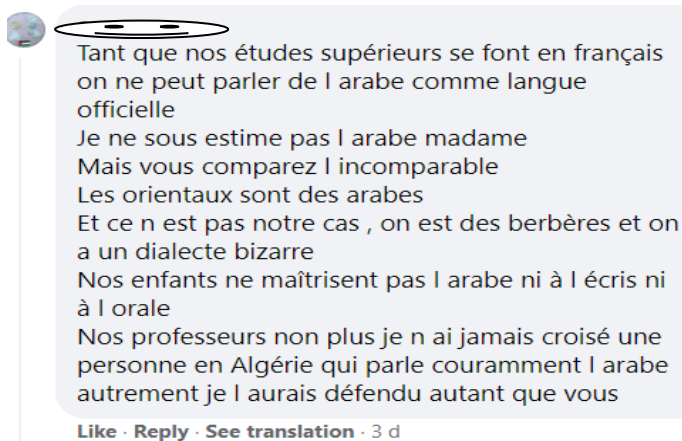 Tant que nos études supérieurs se font en français
on ne peut parler de l arabe comme langue
officielle
Je ne sous estime pas l arabe madame
Mais vous comparez l incomparable
Les orientaux sont des arabes
Et ce n est pas notre cas , on est des berbères et on
a un dialecte bizarre
Nos enfants ne maîtrisent pas l arabe ni à l écris ni
à l orale
Nos professeurs non plus je n ai jamais croisé une
personne en Algérie qui parle couramment l arabe
autrement je l aurais défendu autant que vous
Like · Reply · See translation · 3 d